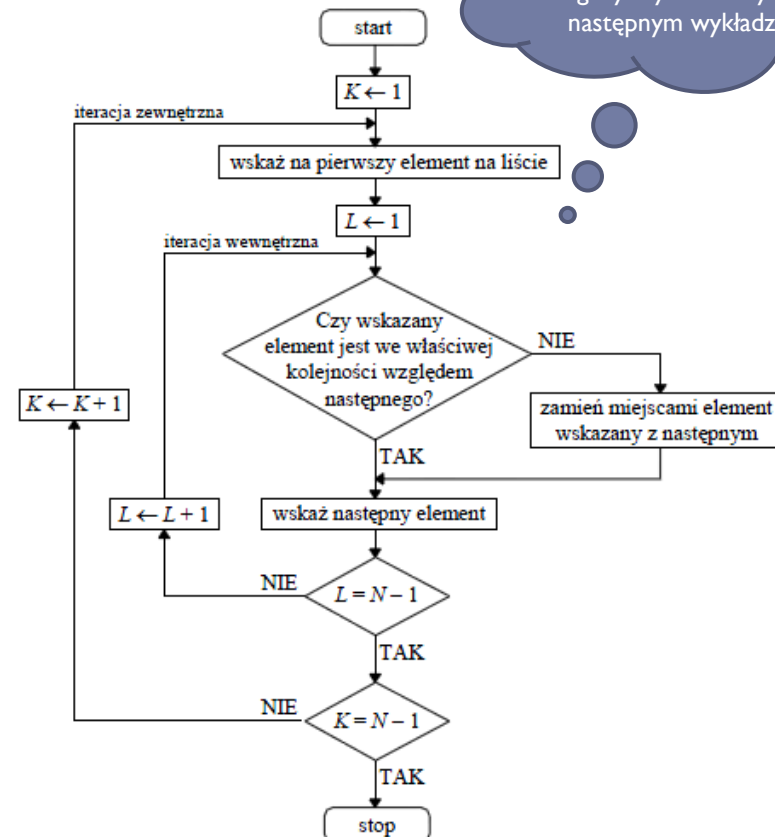 następnym wykładz
start
K ← 1
iteracja zewnętrzna
wskaż na pierwszy element na liście
L ← 1
iteracja wewnętrzna
Czy wskazany
element jest we właściwej
kolejności względem
następnego?
NIE
K ← K + 1
zamień miejscami element
wskazany z następnym
TAK
L ← L + 1
wskaż następny element
NIE
L = N – 1
TAK
NIE
K = N – 1
TAK
stop